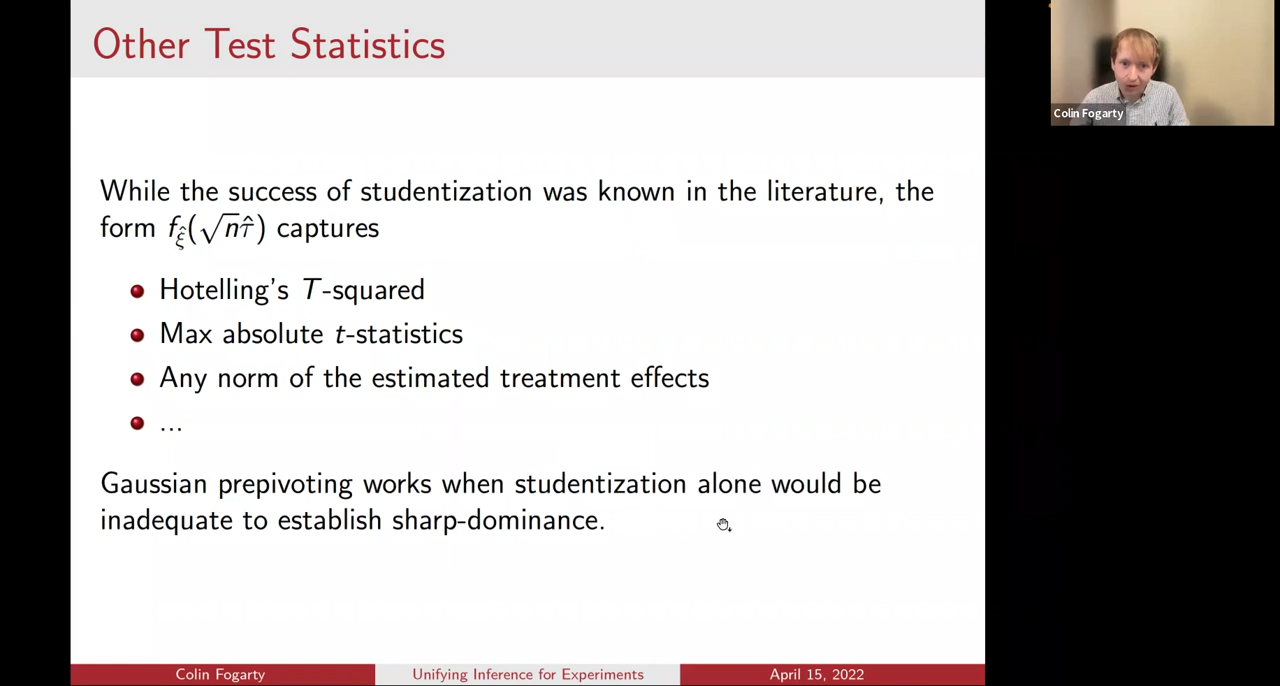 Other Test Statistics
While the success of studentization was known in the literature, the
form f_ξ̂(√n τ̂) captures
Hotelling's T-squared
Max absolute t-statistics
Any norm of the estimated treatment effects
...
Gaussian prepivoting works when studentization alone would be
inadequate to establish sharp-dominance.
Colin Fogarty
Unifying Inference for Experiments
April 15, 2022
Colin Fogarty